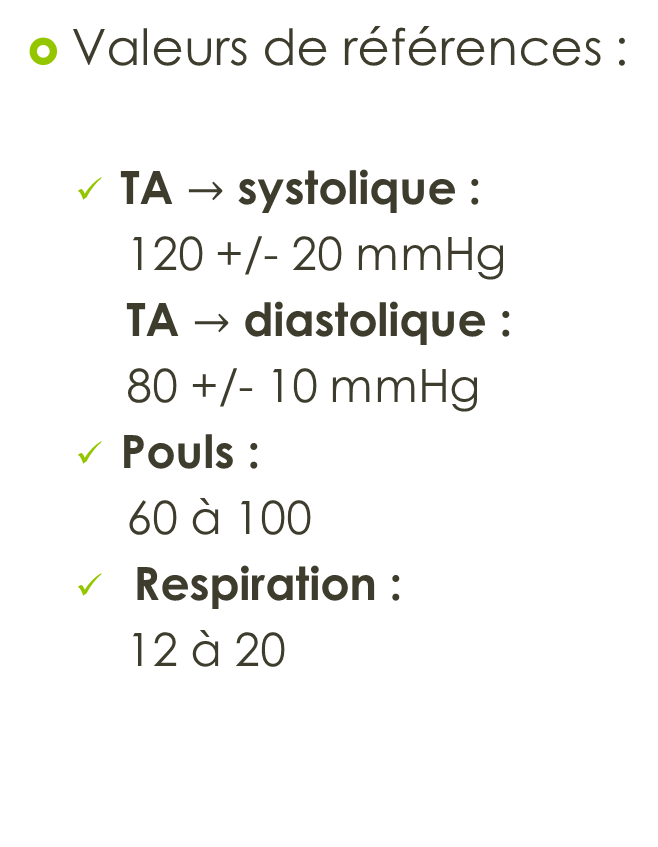 Valeurs de références :
✓ TA → systolique :
120 +/- 20 mmHg
TA → diastolique :
80 +/- 10 mmHg
✓ Pouls :
60 à 100
✓ Respiration :
12 à 20